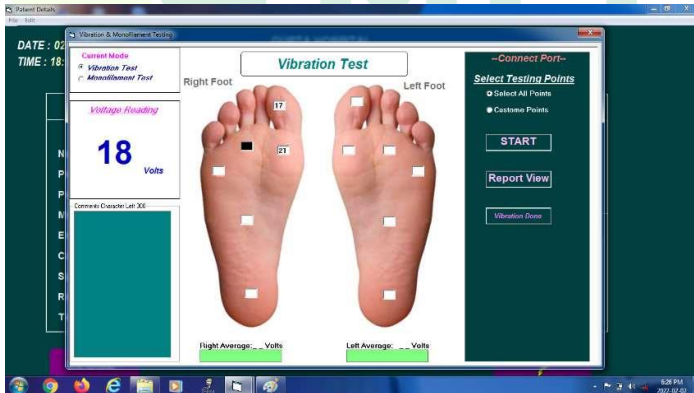 Patient Details
File Edit
DATE : 02
TIME : 18:
Vibration & Monofilament Testing
Current Mode
Vibration Test
Monofilament Test
Voltage Reading
18
Volts
Comments Character Left 300
Vibration Test
Right Foot
Left Foot
17
21
Right Average:_ _ Volts
Left Average: _ _ Volts
--Connect Port--
Select Testing Points
Select All Points
Custome Points
START
Report View
Vibration Done
N
P
P
M
E
C
S
R
T
6:26 PM
2022-02-02